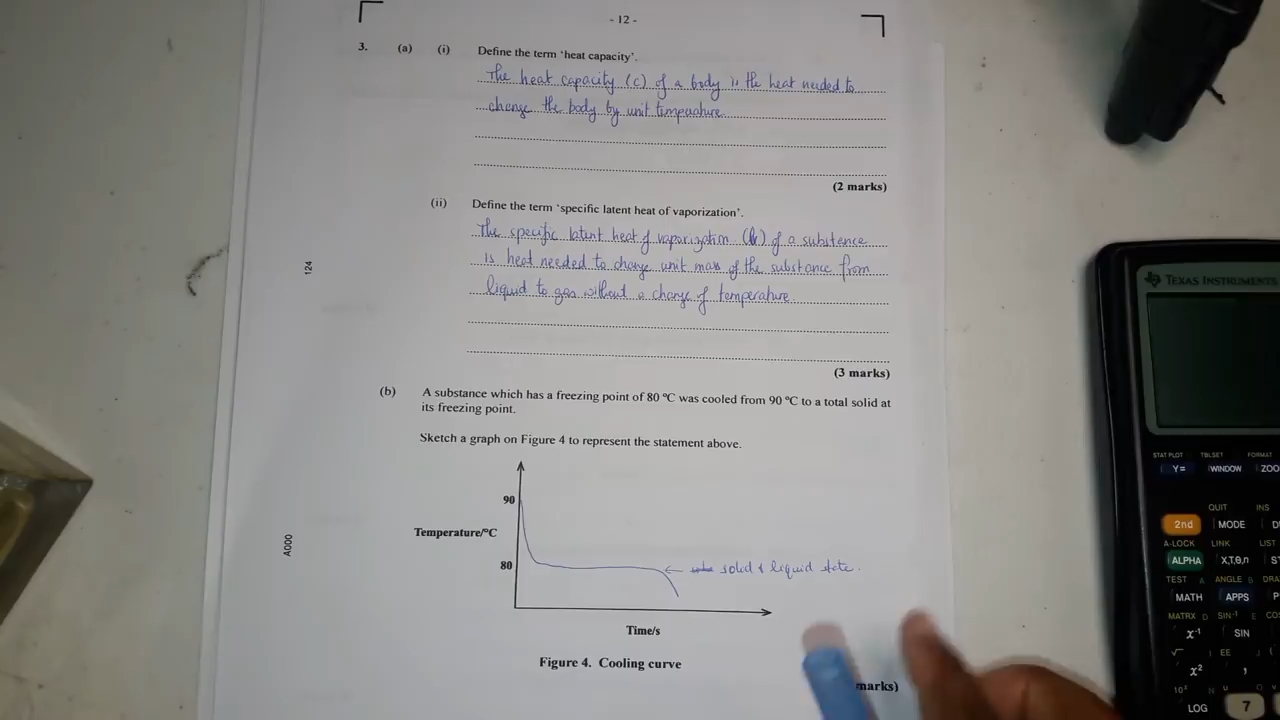 - 12 -
3. (a) (i) Define the term 'heat capacity'.
The heat capacity (c) of a body is the heat needed to
change the body by unit temperature.
(2 marks)
(ii) Define the term 'specific latent heat of vaporization'.
The specific latent heat of vaporization (lv) of a substance
is heat needed to change unit mass of the substance from
liquid to gas without a change of temperature
(3 marks)
(b) A substance which has a freezing point of 80 °C was cooled from 90 °C to a total solid at
its freezing point.
Sketch a graph on Figure 4 to represent the statement above.
90
Temperature/°C
80
solid & liquid state.
Time/s
Figure 4. Cooling curve
marks)
124
A000
TEXAS INSTRUMENTS
STAT PLOT TBLSET FORMAT
Y= WINDOW ZOO
QUIT INS
2nd MODE D
A-LOCK LINK LIST
ALPHA X,T,θ,n ST
TEST A ANGLE B DRA
MATH APPS P
MATRX D SIN⁻¹ E CO
x⁻¹ SIN
√ I EE J
x² ,
10ˣ N u O v
LOG 7